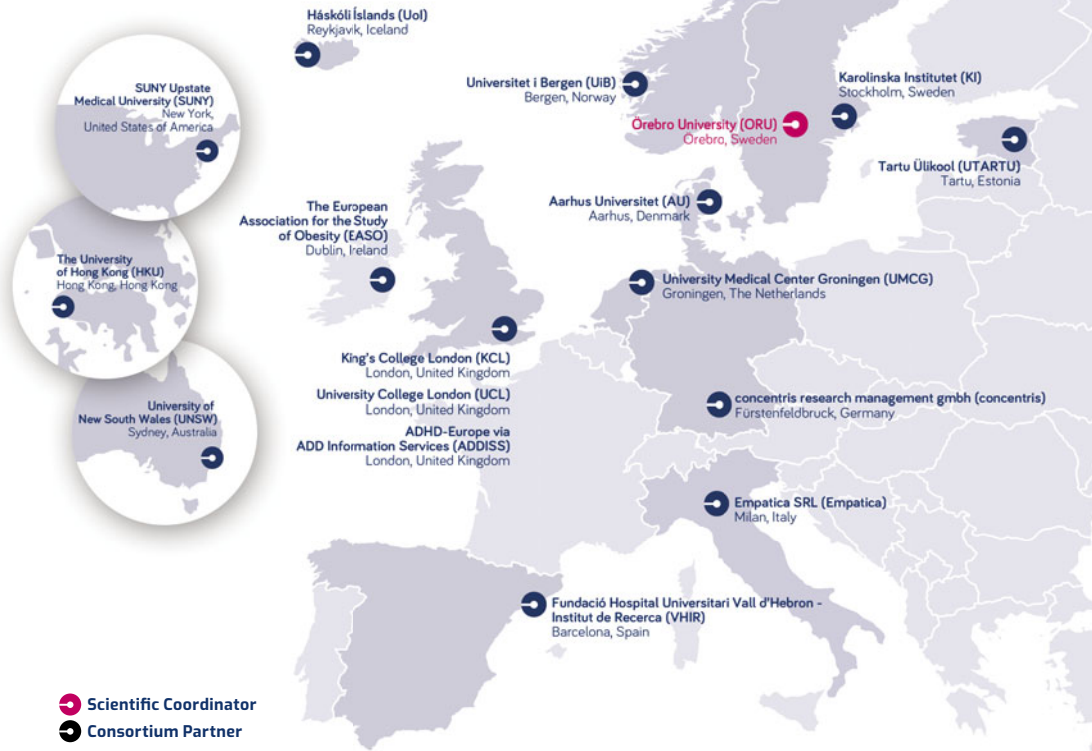 Háskóli Íslands (UoI)
Reykjavik, Iceland
SUNY Upstate
Medical University (SUNY)
New York,
United States of America
Universitet i Bergen (UiB)
Bergen, Norway
Karolinska Institutet (KI)
Stockholm, Sweden
Örebro University (ORU)
Örebro, Sweden
Tartu Ülikool (UTARTU)
Tartu, Estonia
Aarhus Universitet (AU)
Aarhus, Denmark
The European
Association for the Study
of Obesity (EASO)
Dublin, Ireland
The University
of Hong Kong (HKU)
Hong Kong, Hong Kong
University Medical Center Groningen (UMCG)
Groningen, The Netherlands
King's College London (KCL)
London, United Kingdom
University College London (UCL)
London, United Kingdom
ADHD-Europe via
ADD Information Services (ADDISS)
London, United Kingdom
concentris research management gmbh (concentris)
Fürstenfeldbruck, Germany
University of
New South Wales (UNSW)
Sydney, Australia
Empatica SRL (Empatica)
Milan, Italy
Fundació Hospital Universitari Vall d'Hebron -
Institut de Recerca (VHIR)
Barcelona, Spain
Scientific Coordinator
Consortium Partner